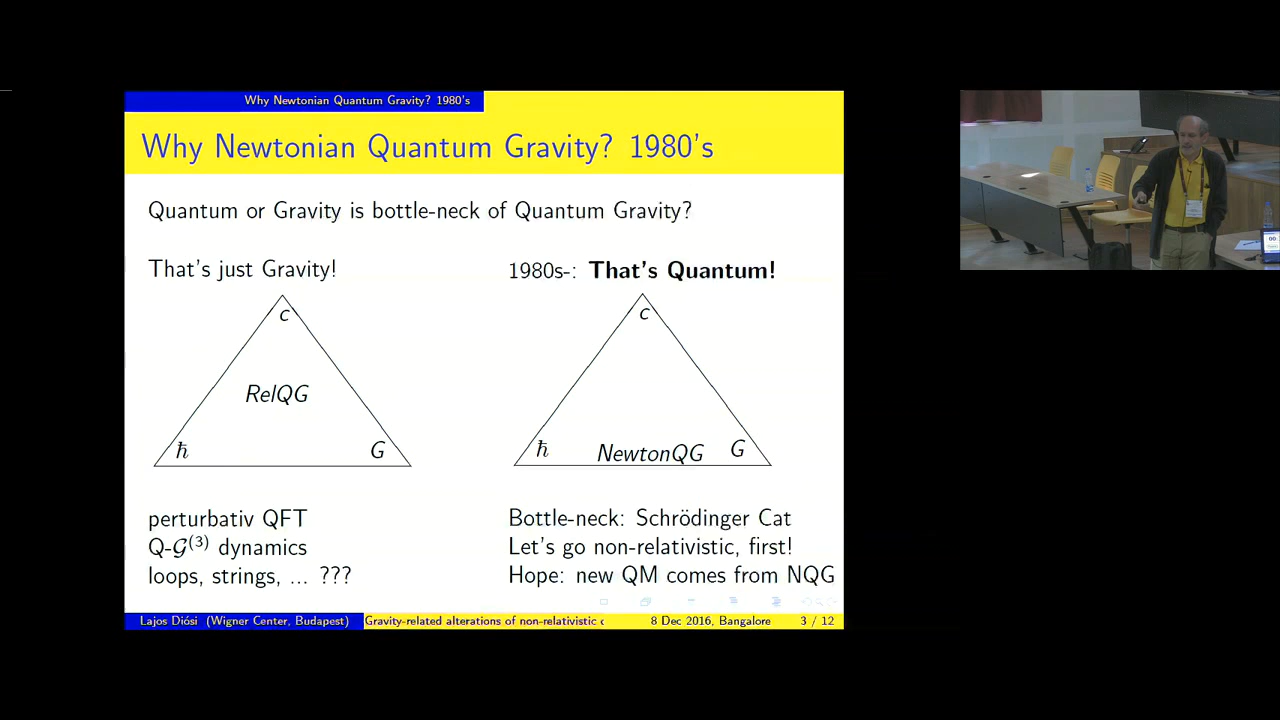 Why Newtonian Quantum Gravity? 1980's
Why Newtonian Quantum Gravity? 1980's
Quantum or Gravity is bottle-neck of Quantum Gravity?
That's just Gravity!
c
RelQG
ħ G
perturbativ QFT
Q-𝒢(3) dynamics
loops, strings, ... ???
1980s-: That's Quantum!
c
ħ NewtonQG G
Bottle-neck: Schrödinger Cat
Let's go non-relativistic, first!
Hope: new QM comes from NQG
Lajos Diósi (Wigner Center, Budapest) Gravity-related alterations of non-relativistic 8 Dec 2016, Bangalore 3 / 12